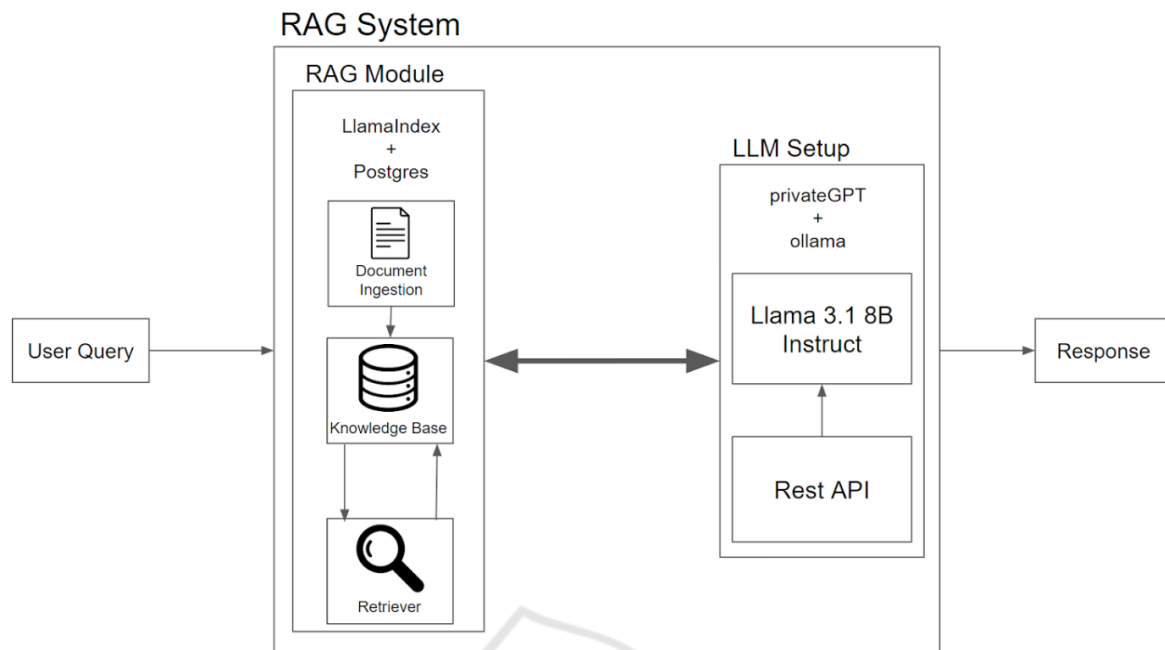 RAG System
RAG Module
LlamaIndex
+
Postgres
Document
Ingestion
Knowledge Base
Retriever
User Query
LLM Setup
privateGPT
+
ollama
Llama 3.1 8B
Instruct
Rest API
Response